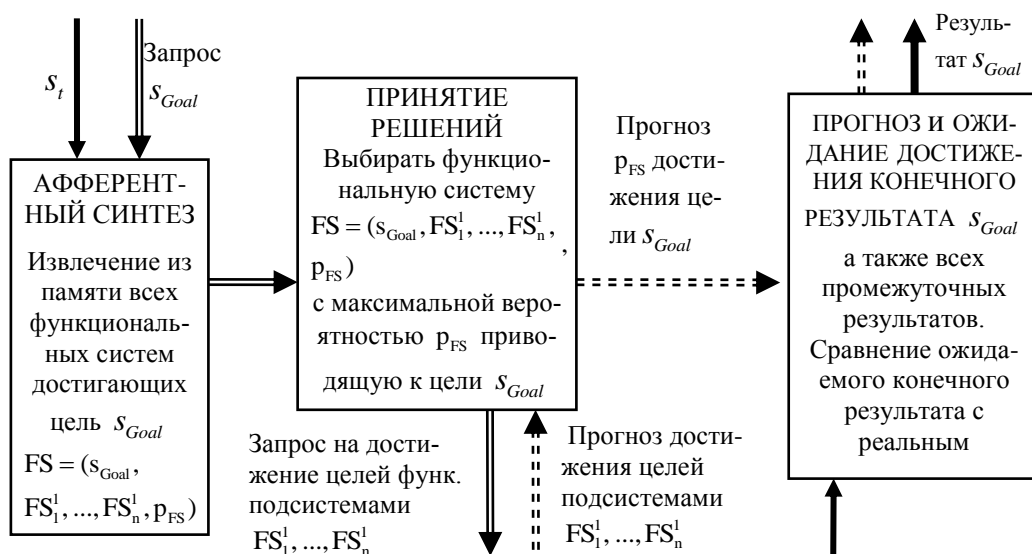 s_t
Запрос
s_Goal
АФФЕРЕНТ-
НЫЙ СИНТЕЗ
Извлечение из
памяти всех
функциональ-
ных систем
достигающих
цель s_Goal
FS = (s_Goal,
FS_1^1, ..., FS_n^1, p_FS)
ПРИНЯТИЕ
РЕШЕНИЙ
Выбирать функцио-
нальную систему
FS = (s_Goal, FS_1^1, ..., FS_n^1,
p_FS) ,
с максимальной веро-
ятностью p_FS приво-
дящую к цели s_Goal
Запрос на дости-
жение целей функ.
подсистемами
FS_1^1, ..., FS_n^1
Прогноз дости-
жения целей
подсистемами
FS_1^1, ..., FS_n^1
Прогноз
p_FS дости-
жения це-
ли s_Goal
Резуль-
тат s_Goal
ПРОГНОЗ И ОЖИ-
ДАНИЕ ДОСТИЖЕ-
НИЯ КОНЕЧНОГО
РЕЗУЛЬТАТА s_Goal
а также всех
промежуточных
результатов.
Сравнение ожида-
емого конечного
результата с
реальным